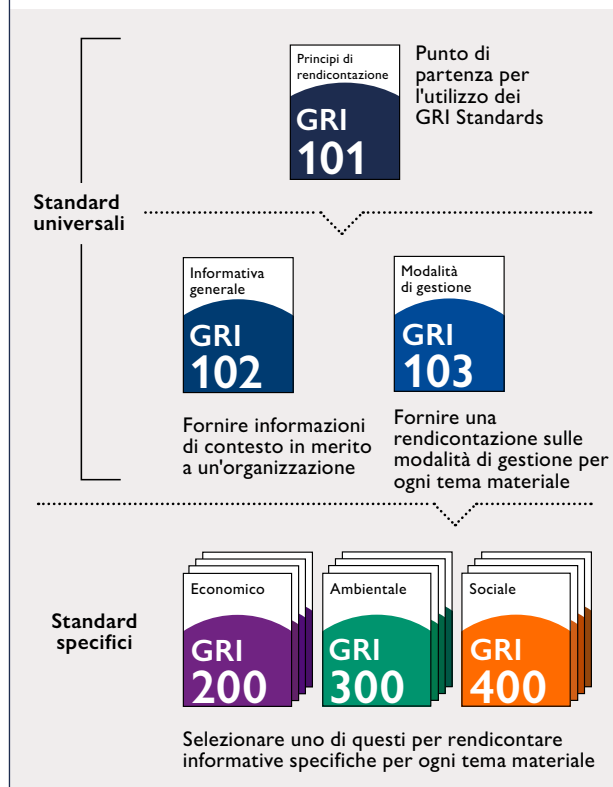 Principi di
rendicontazione
GRI
101
Punto di
partenza per
l'utilizzo dei
GRI Standards
Standard
universali
Informativa
generale
GRI
102
Modalità
di gestione
GRI
103
Fornire informazioni
di contesto in merito
a un'organizzazione
Fornire una
rendicontazione sulle
modalità di gestione per
ogni tema materiale
Standard
specifici
Economico
GRI
200
Ambientale
GRI
300
Sociale
GRI
400
Selezionare uno di questi per rendicontare
informative specifiche per ogni tema materiale